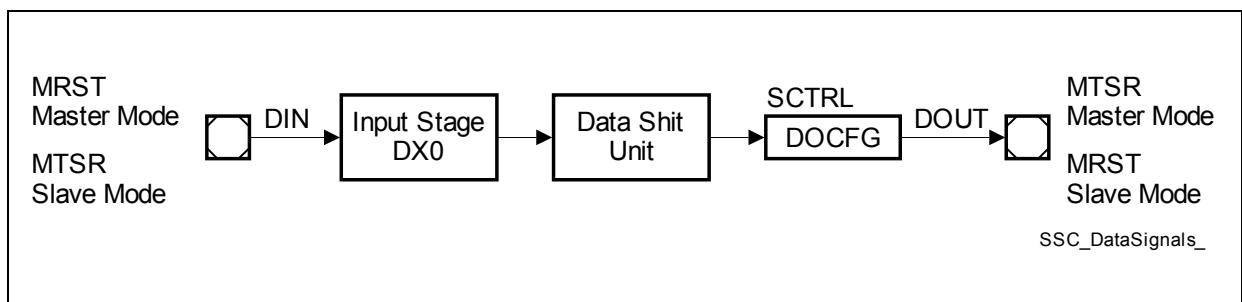 MRST
Master Mode
MTSR
Slave Mode
DIN
Input Stage
DX0
Data Shit
Unit
SCTRL
DOCFG
DOUT
MTSR
Master Mode
MRST
Slave Mode
SSC_DataSignals_